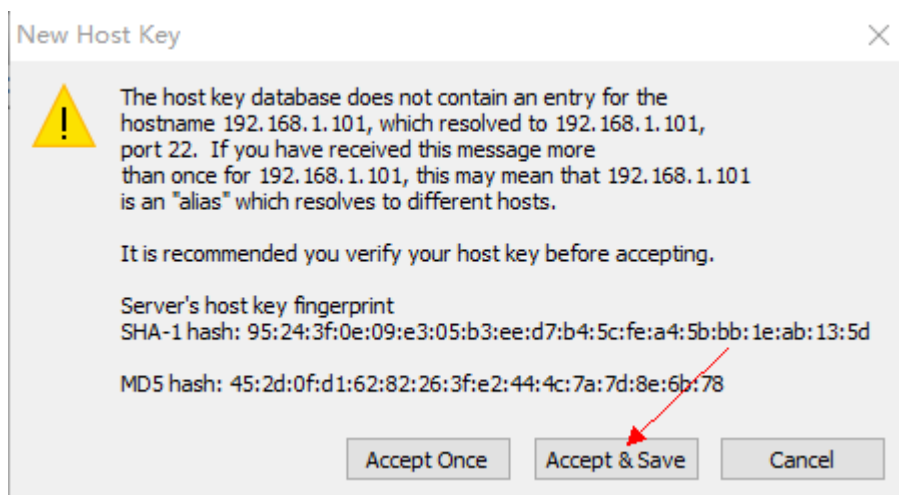 New Host Key
The host key database does not contain an entry for the
hostname 192.168.1.101, which resolved to 192.168.1.101,
port 22.  If you have received this message more
than once for 192.168.1.101, this may mean that 192.168.1.101
is an "alias" which resolves to different hosts.
It is recommended you verify your host key before accepting.
Server's host key fingerprint
SHA-1 hash: 95:24:3f:0e:09:e3:05:b3:ee:d7:b4:5c:fe:a4:5b:bb:1e:ab:13:5d
MD5 hash: 45:2d:0f:d1:62:82:26:3f:e2:44:4c:7a:7d:8e:6b:78
Accept Once
Accept & Save
Cancel